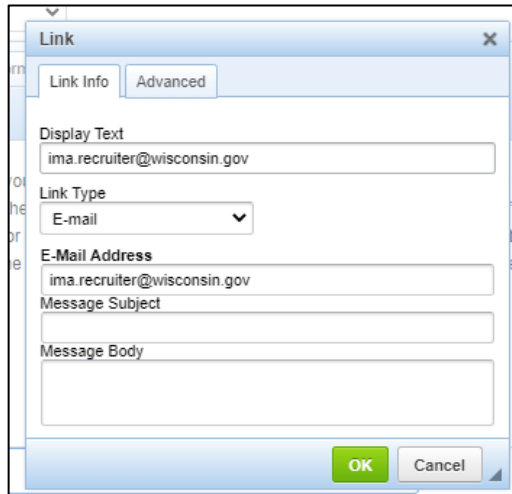 Link
Link Info Advanced
Display Text
ima.recruiter@wisconsin.gov
Link Type
E-mail
E-Mail Address
ima.recruiter@wisconsin.gov
Message Subject
Message Body
OK Cancel